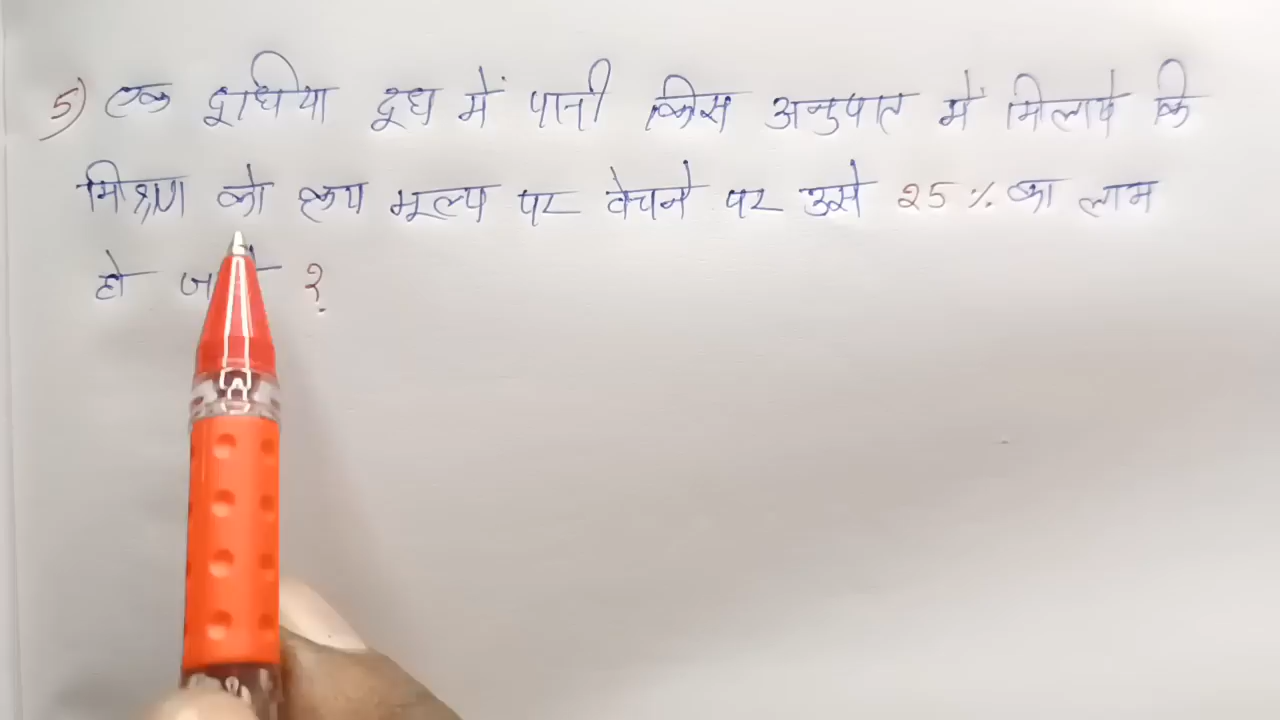 5) एक दूधिया दूध में पानी किस अनुपात में मिलाये कि
मिश्रण को क्रय मूल्य पर बेचने पर उसे 25 % का लाभ
हो ?